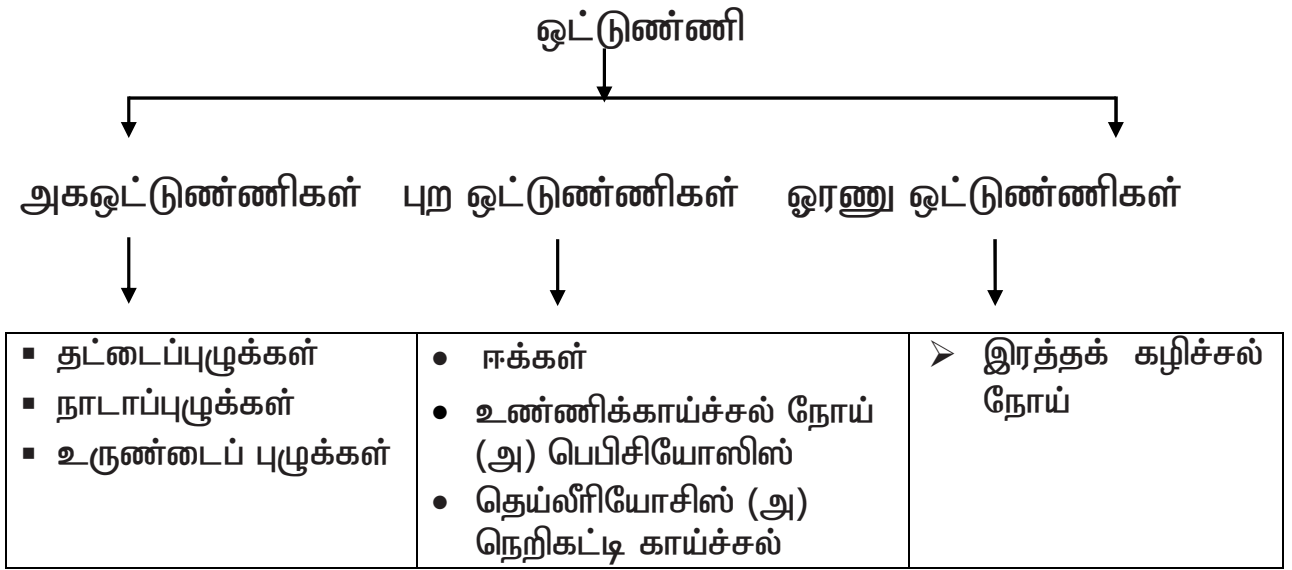 ஒட்டுண்ணி
அகஒட்டுண்ணிகள் புற ஒட்டுண்ணிகள் ஓரணு ஒட்டுண்ணிகள்
▪ தட்டைப்புழுக்கள்
▪ நாடாப்புழுக்கள்
▪ உருண்டைப் புழுக்கள்
• ஈக்கள்
• உண்ணிக்காய்ச்சல் நோய்
(அ) பெபிசியோஸிஸ்
• தெய்லீரியோசிஸ் (அ)
நெறிகட்டி காய்ச்சல்
➢ இரத்தக் கழிச்சல்
நோய்